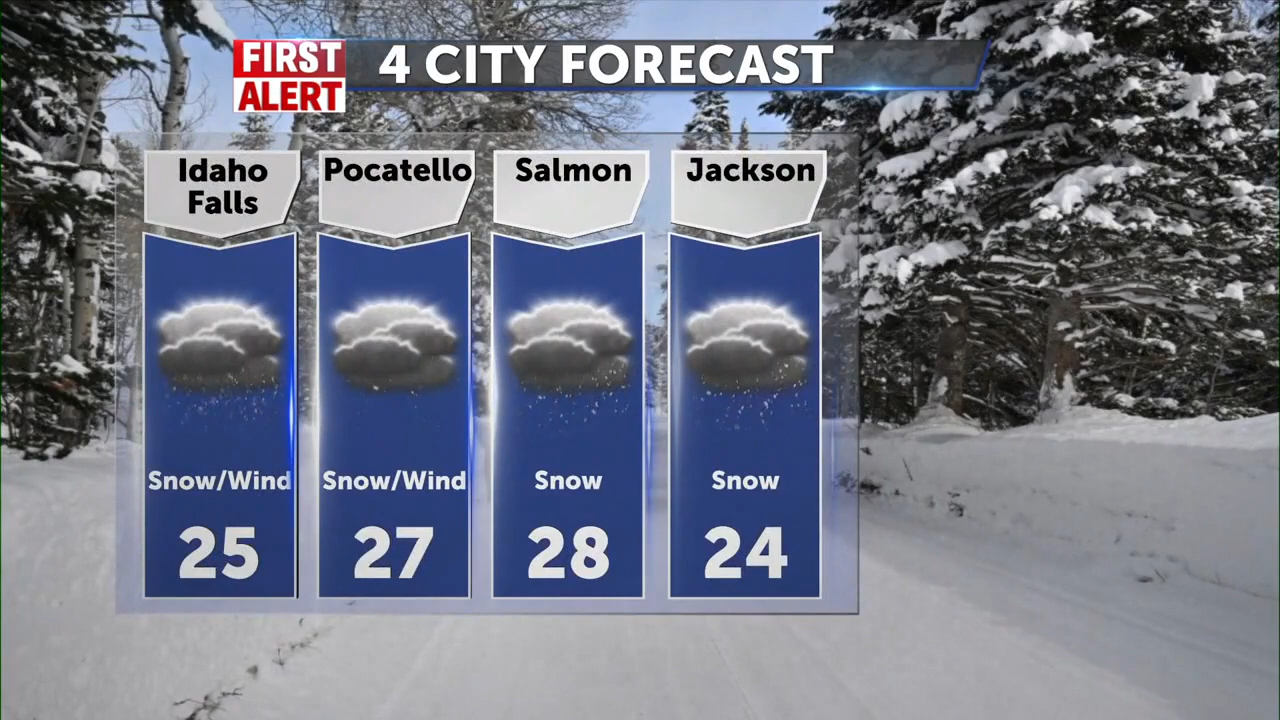 FIRST
ALERT
4 CITY FORECAST
Idaho
Falls
Pocatello
Salmon
Jackson
Snow/Wind
Snow/Wind
Snow
Snow
25
27
28
24